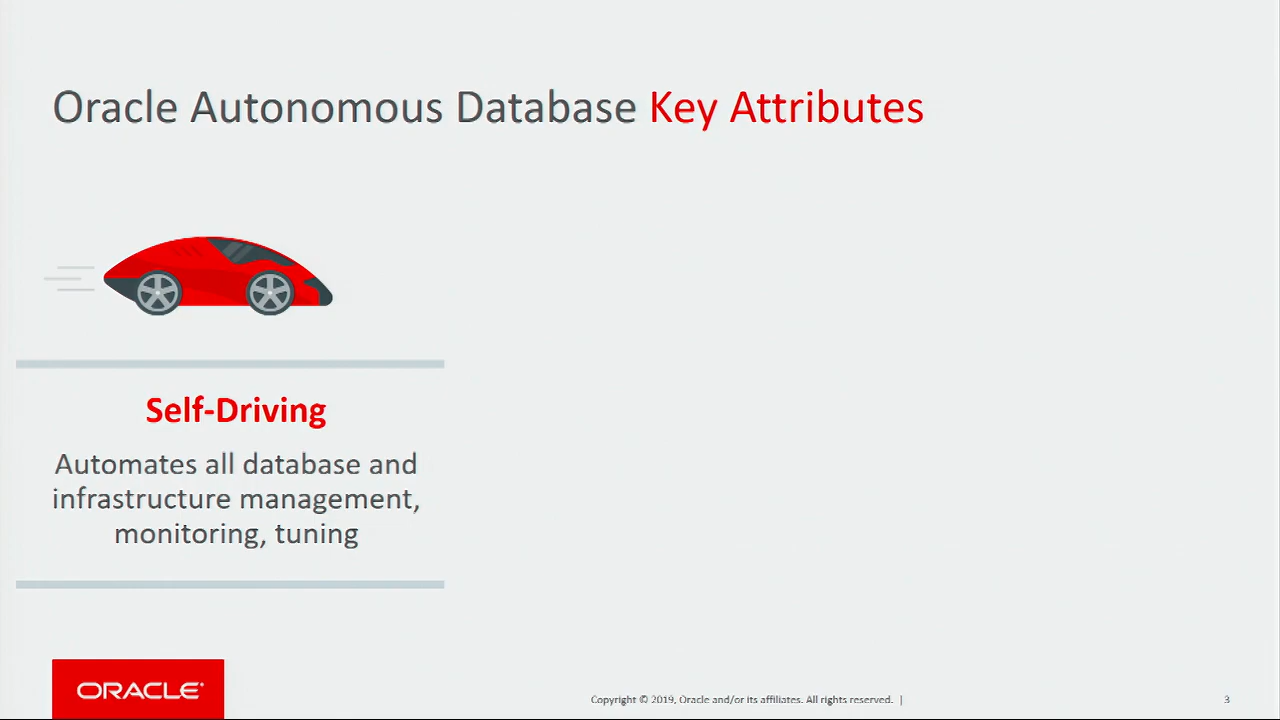 Oracle Autonomous Database Key Attributes
Self-Driving
Automates all database and
infrastructure management,
monitoring, tuning
ORACLE®
Copyright © 2019, Oracle and/or its affiliates. All rights reserved. |
3